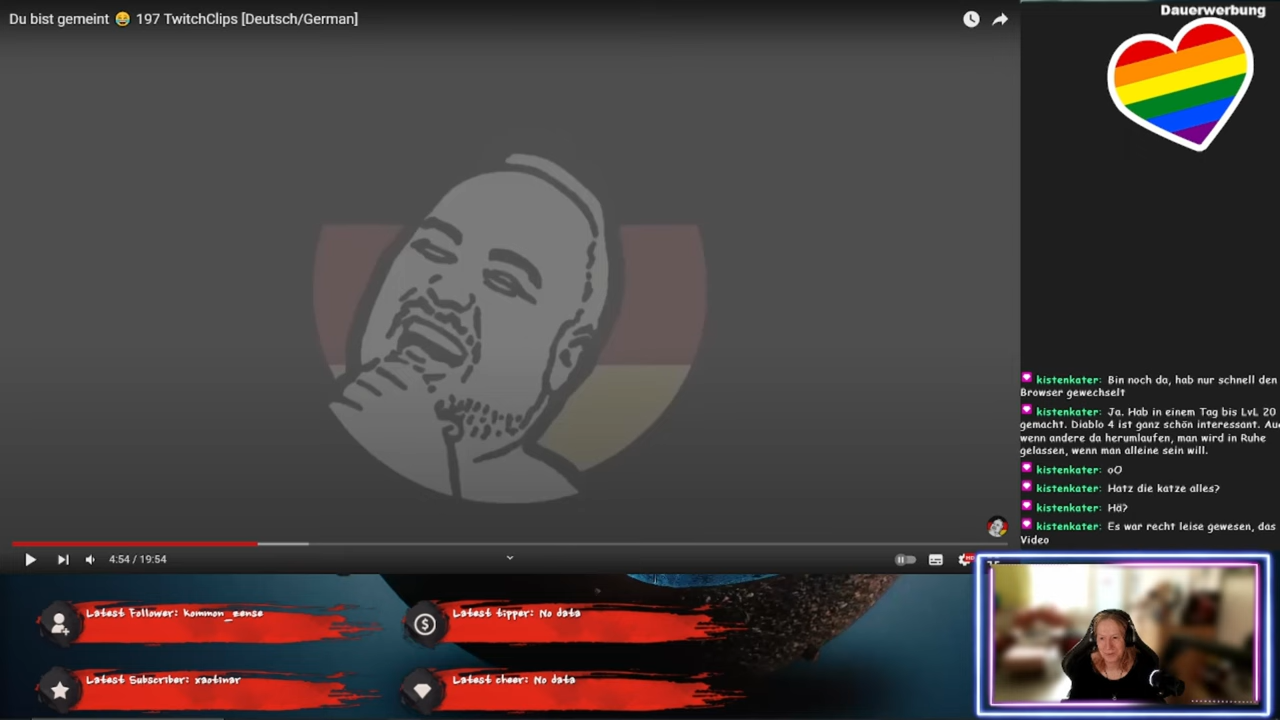 Du bist gemeint 😂 197 TwitchClips [Deutsch/German]
Dauerwerbung
kistenkater: Bin noch da, hab nur schnell den
Browser gewechselt
kistenkater: Ja. Hab in einem Tag bis LvL 20
gemacht. Diablo 4 ist ganz schön interessant. Auc
wenn andere da herumlaufen, man wird in Ruhe
gelassen, wenn man alleine sein will.
kistenkater: oO
kistenkater: Hatz die katze alles?
kistenkater: Hä?
kistenkater: Es war recht leise gewesen, das
Video
4:54 / 19:54
Latest Follower: Kommon_zense
Latest tipper: No data
Latest Subscriber: xaotinar
Latest cheer: No data